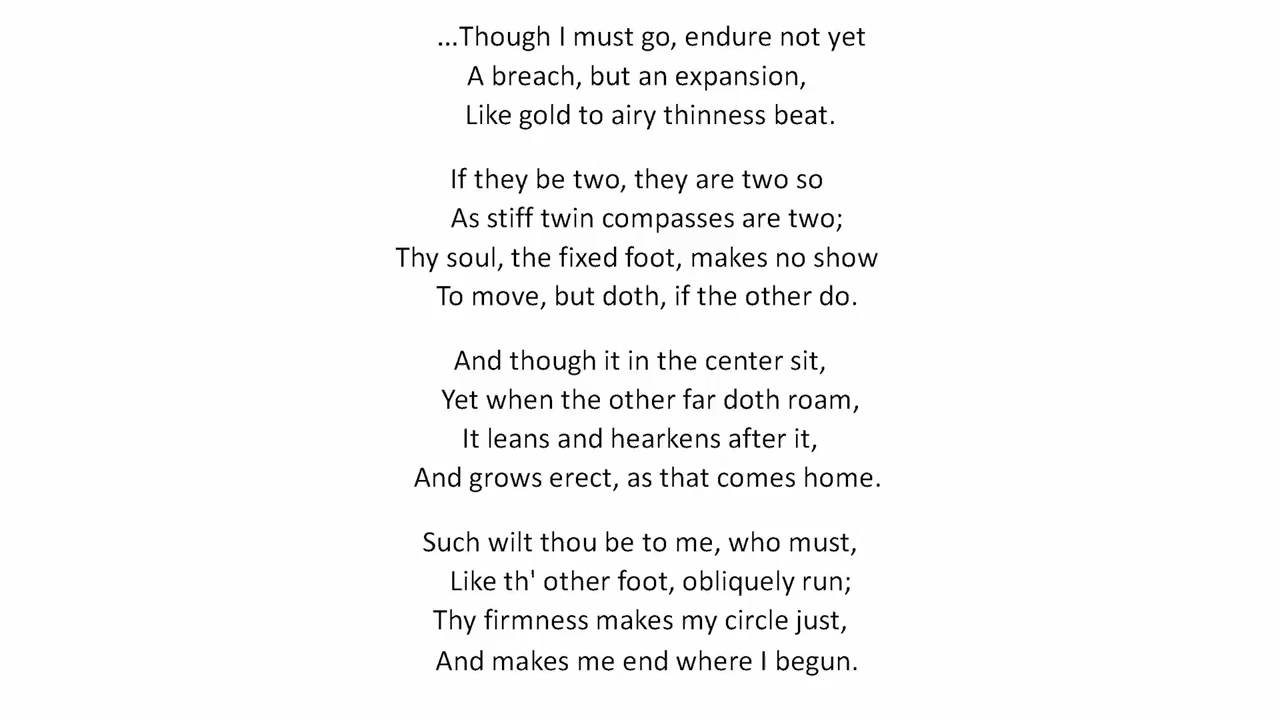 ...Though I must go, endure not yet
A breach, but an expansion,
Like gold to airy thinness beat.
If they be two, they are two so
As stiff twin compasses are two;
Thy soul, the fixed foot, makes no show
To move, but doth, if the other do.
And though it in the center sit,
Yet when the other far doth roam,
It leans and hearkens after it,
And grows erect, as that comes home.
Such wilt thou be to me, who must,
Like th' other foot, obliquely run;
Thy firmness makes my circle just,
And makes me end where I begun.